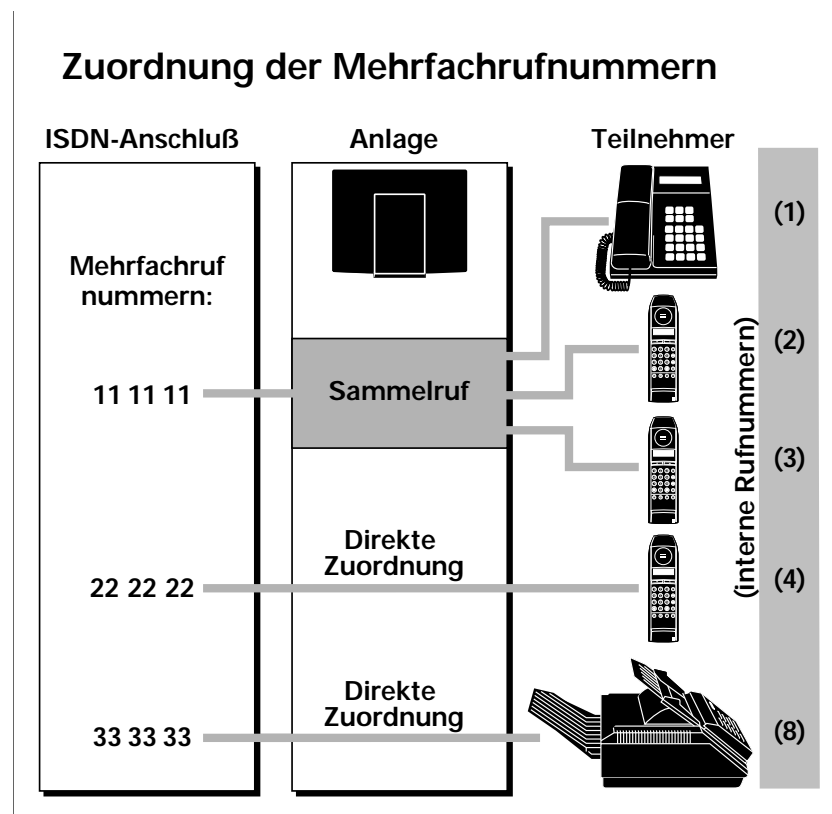 Zuordnung der Mehrfachrufnummern
ISDN-Anschluß
Anlage
Teilnehmer
Mehrfachruf
nummern:
11 11 11
Sammelruf
22 22 22
Direkte
Zuordnung
33 33 33
Direkte
Zuordnung
(interne Rufnummern)
(1)
(2)
(3)
(4)
(8)